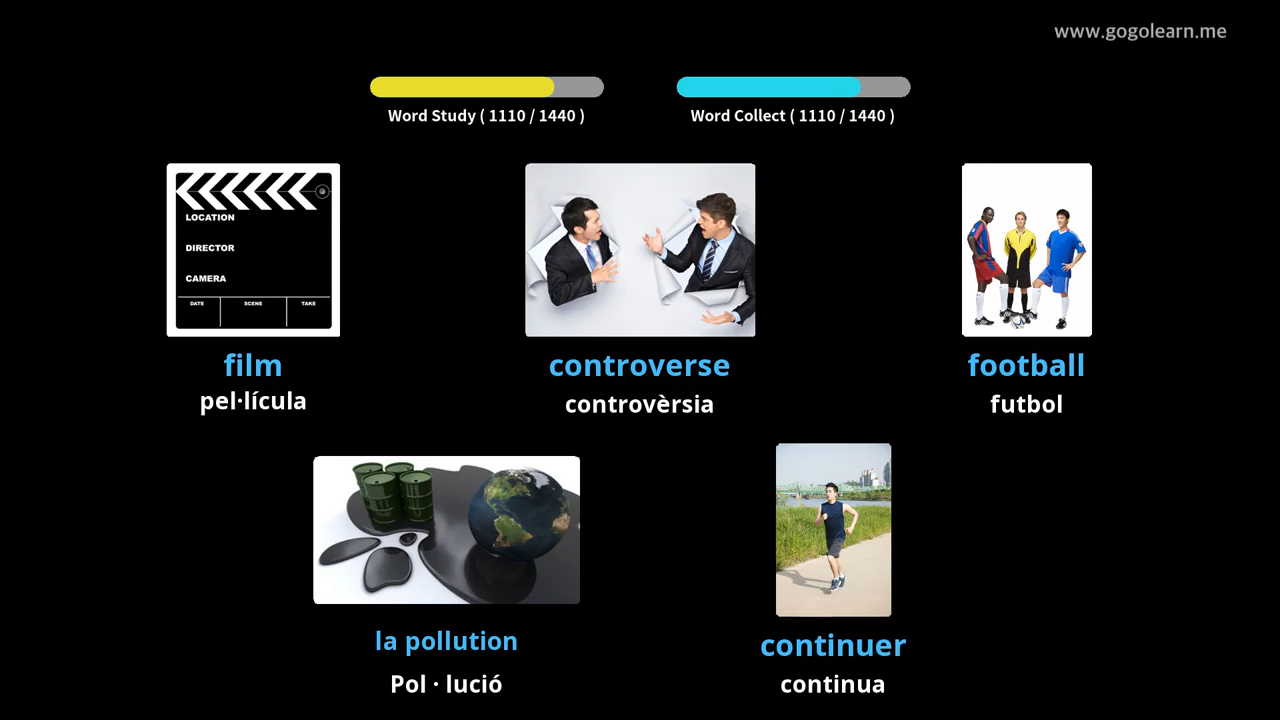 www.gogolearn.me
Word Study ( 1110 / 1440 )
Word Collect ( 1110 / 1440 )
LOCATION
DIRECTOR
CAMERA
DATE SCENE TAKE
film
controverse
football
pel·lícula
controvèrsia
futbol
la pollution
continuer
Pol · lució
continua